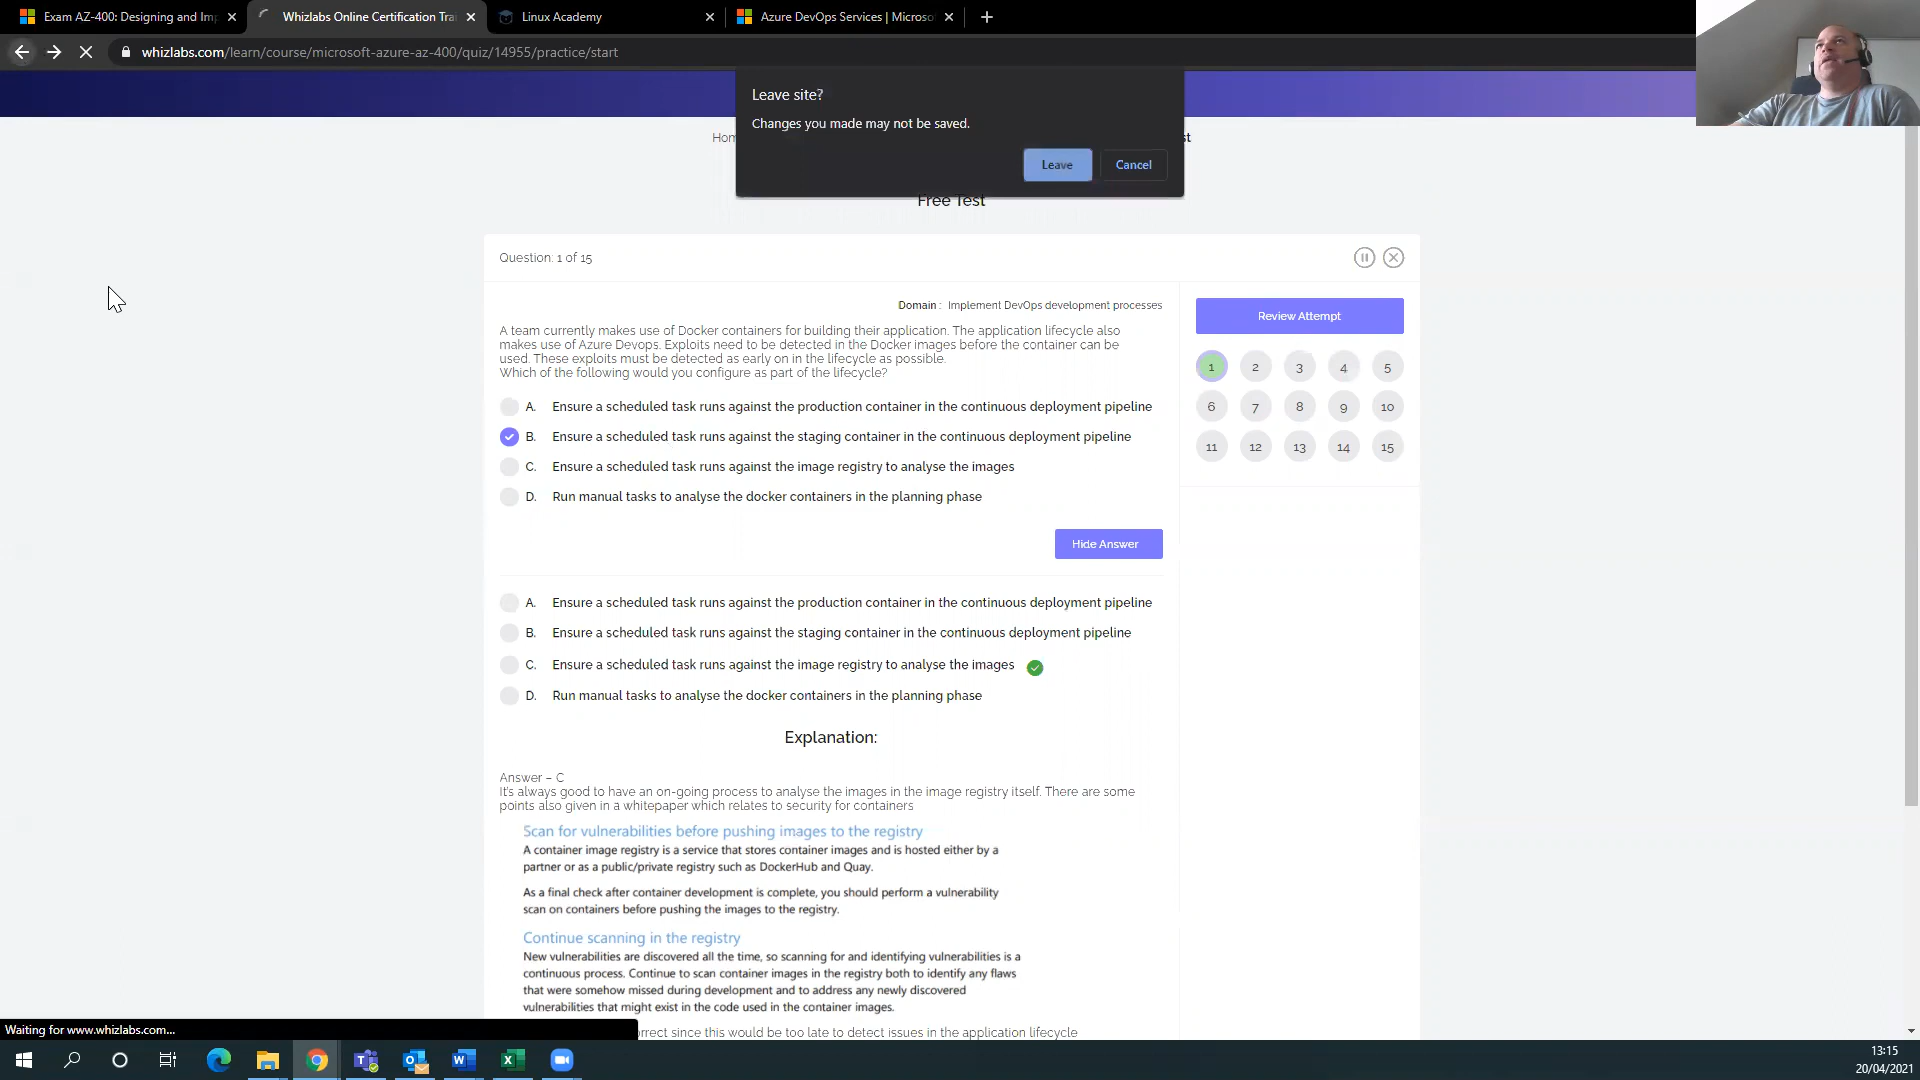 Exam AZ-400: Designing and Im
Whizlabs Online Certification Trai
Linux Academy
Azure DevOps Services | Microso
whizlabs.com/learn/course/microsoft-azure-az-400/quiz/14955/practice/start
Leave site?
Changes you made may not be saved.
Leave
Cancel
Hom
st
Free Test
Question: 1 of 15
Domain : Implement DevOps development processes
A team currently makes use of Docker containers for building their application. The application lifecycle also
makes use of Azure Devops. Exploits need to be detected in the Docker images before the container can be
used. These exploits must be detected as early on in the lifecycle as possible.
Which of the following would you configure as part of the lifecycle?
A. Ensure a scheduled task runs against the production container in the continuous deployment pipeline
B. Ensure a scheduled task runs against the staging container in the continuous deployment pipeline
C. Ensure a scheduled task runs against the image registry to analyse the images
D. Run manual tasks to analyse the docker containers in the planning phase
Hide Answer
Review Attempt
1 2 3 4 5
6 7 8 9 10
11 12 13 14 15
A. Ensure a scheduled task runs against the production container in the continuous deployment pipeline
B. Ensure a scheduled task runs against the staging container in the continuous deployment pipeline
C. Ensure a scheduled task runs against the image registry to analyse the images
D. Run manual tasks to analyse the docker containers in the planning phase
Explanation:
Answer – C
It's always good to have an on-going process to analyse the images in the image registry itself. There are some
points also given in a whitepaper which relates to security for containers
Scan for vulnerabilities before pushing images to the registry
A container image registry is a service that stores container images and is hosted either by a
partner or as a public/private registry such as DockerHub and Quay.
As a final check after container development is complete, you should perform a vulnerability
scan on containers before pushing the images to the registry.
Continue scanning in the registry
New vulnerabilities are discovered all the time, so scanning for and identifying vulnerabilities is a
continuous process. Continue to scan container images in the registry both to identify any flaws
that were somehow missed during development and to address any newly discovered
vulnerabilities that might exist in the code used in the container images.
rrect since this would be too late to detect issues in the application lifecycle
Waiting for www.whizlabs.com...
13:15
20/04/2021